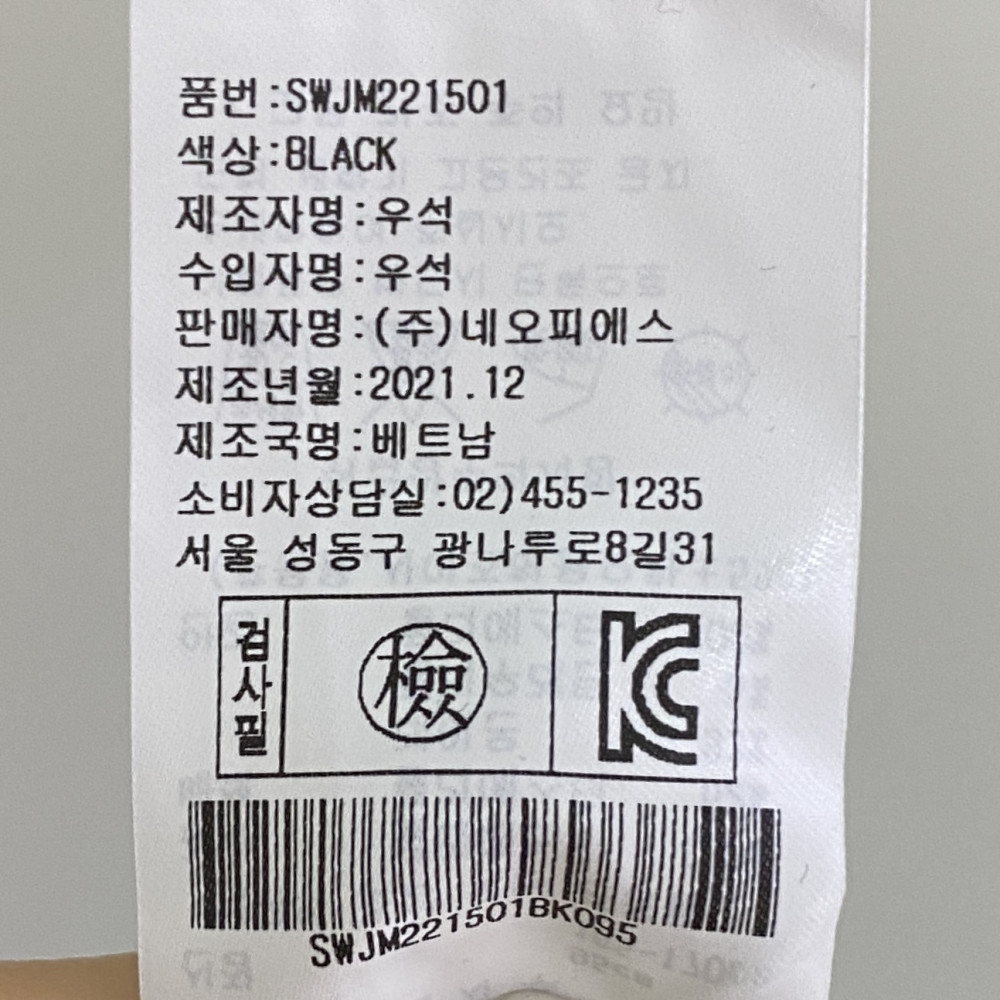 품번:SWJM221501
색상:BLACK
제조자명:우석
수입자명:우석
판매자명:(주)네오피에스
제조년월:2021.12
제조국명:베트남
소비자상담실:02)455-1235
서울 성동구 광나루로8길31
검사필
檢
KC
SWJM221501BK095